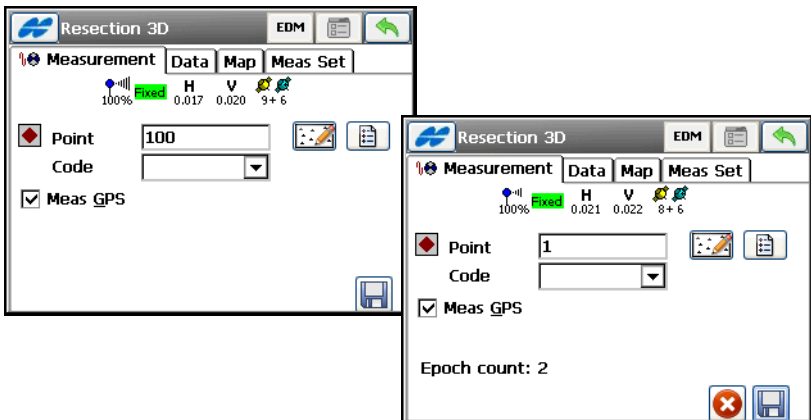 Resection 3D EDM
Measurement Data Map Meas Set
Fixed H V
100% 0.017 0.020 9+ 6
Point 100
Code
Meas GPS
Resection 3D EDM
Measurement Data Map Meas Set
Fixed H V
100% 0.021 0.022 8+ 6
Point 1
Code
Meas GPS
Epoch count: 2